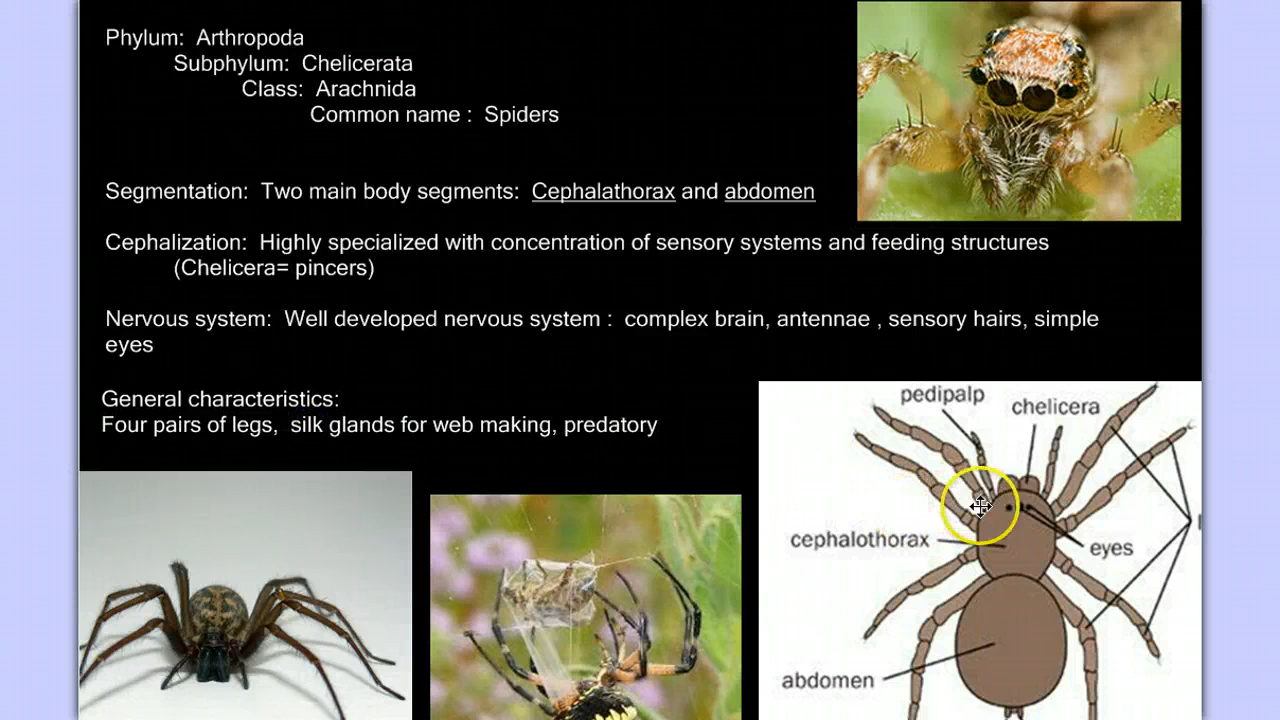 Phylum: Arthropoda
Subphylum: Chelicerata
Class: Arachnida
Common name : Spiders
Segmentation: Two main body segments: Cephalathorax and abdomen
Cephalization: Highly specialized with concentration of sensory systems and feeding structures
(Chelicera= pincers)
Nervous system: Well developed nervous system : complex brain, antennae , sensory hairs, simple
eyes
General characteristics:
Four pairs of legs, silk glands for web making, predatory
pedipalp
chelicera
cephalothorax
eyes
abdomen